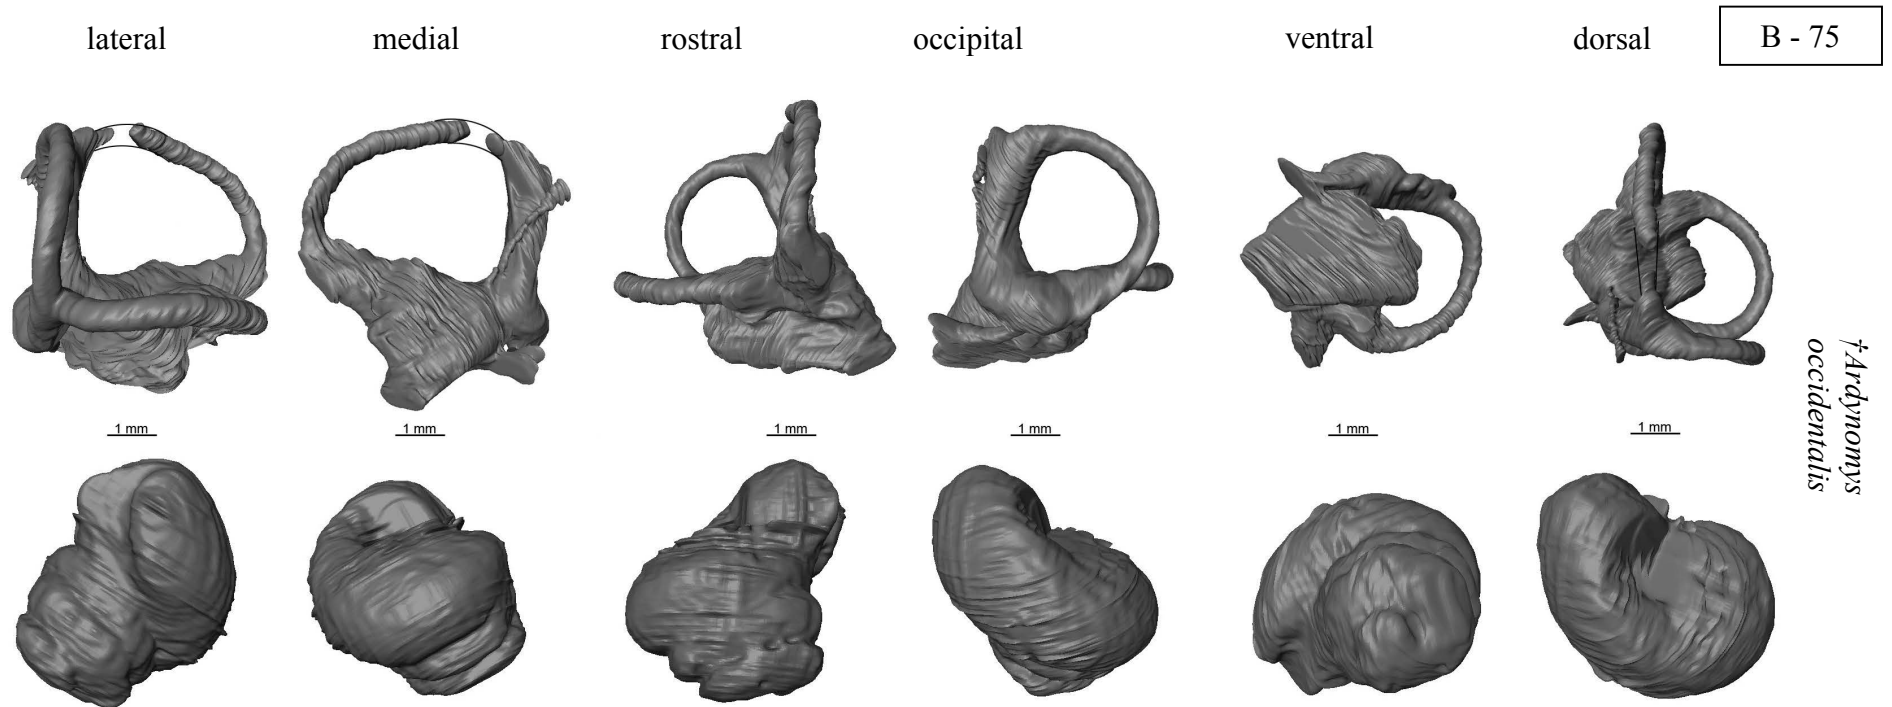 lateral medial rostral occipital ventral dorsal B - 75
1 mm 1 mm 1 mm 1 mm 1 mm 1 mm
†Ardynomys
occidentalis